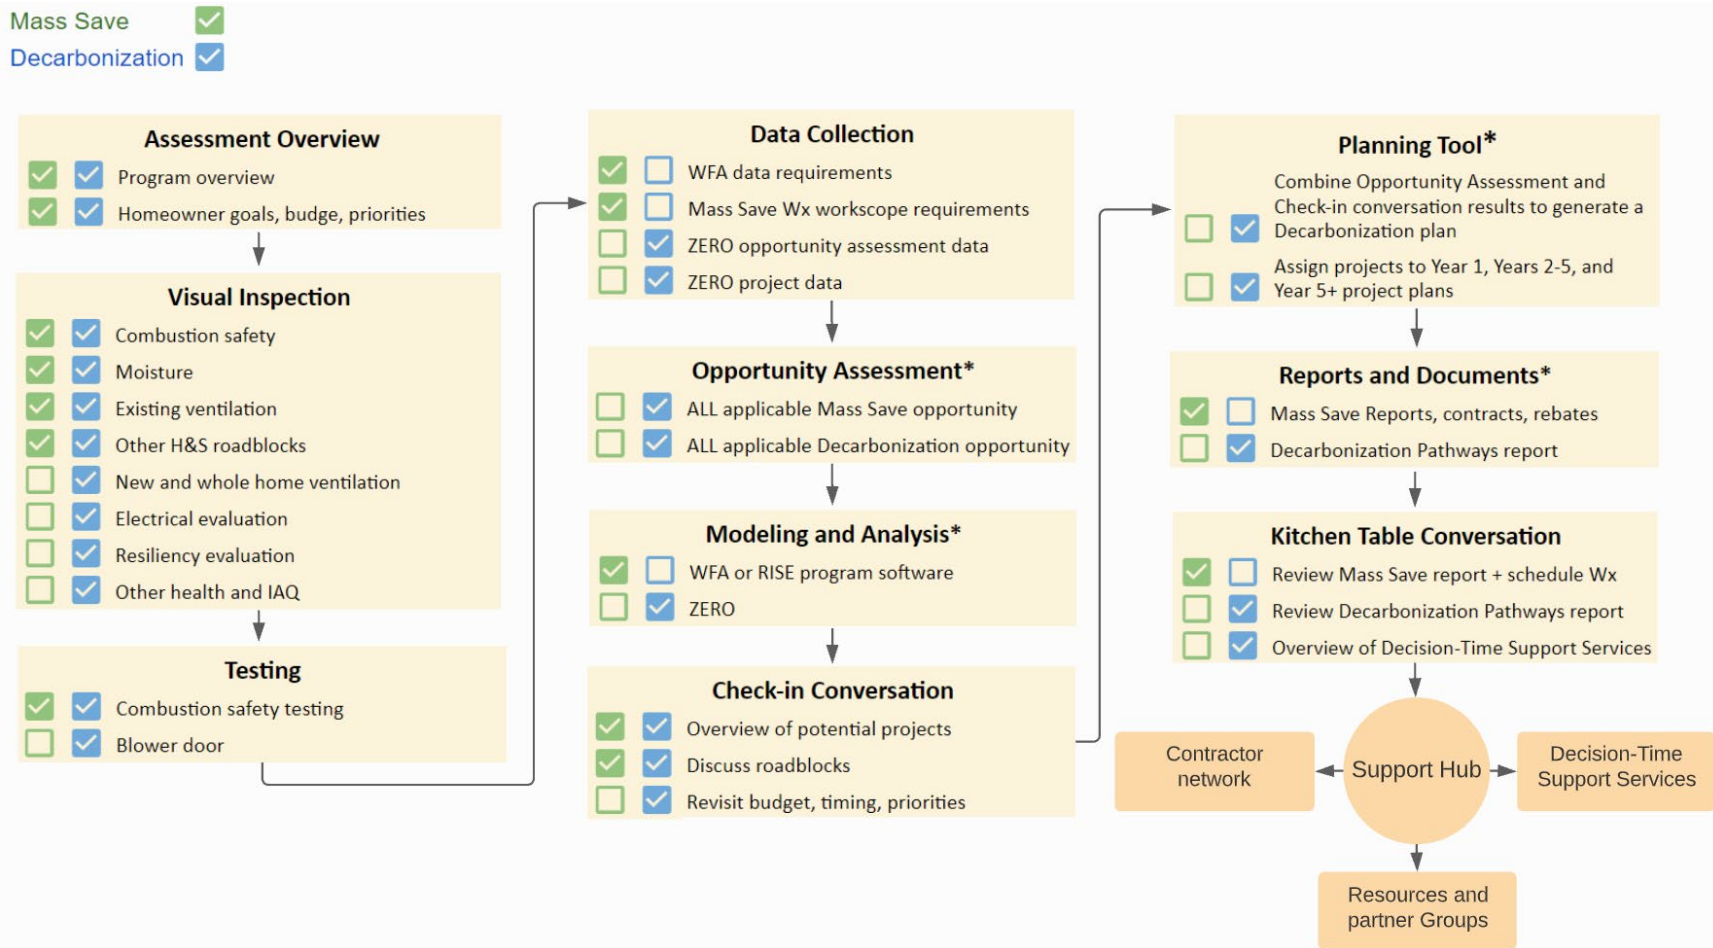 Mass Save
Decarbonization
Assessment Overview
Program overview
Homeowner goals, budge, priorities
Visual Inspection
Combustion safety
Moisture
Existing ventilation
Other H&S roadblocks
New and whole home ventilation
Electrical evaluation
Resiliency evaluation
Other health and IAQ
Testing
Combustion safety testing
Blower door
Data Collection
WFA data requirements
Mass Save Wx workscope requirements
ZERO opportunity assessment data
ZERO project data
Opportunity Assessment*
ALL applicable Mass Save opportunity
ALL applicable Decarbonization opportunity
Modeling and Analysis*
WFA or RISE program software
ZERO
Check-in Conversation
Overview of potential projects
Discuss roadblocks
Revisit budget, timing, priorities
Planning Tool*
Combine Opportunity Assessment and
Check-in conversation results to generate a
Decarbonization plan
Assign projects to Year 1, Years 2-5, and
Year 5+ project plans
Reports and Documents*
Mass Save Reports, contracts, rebates
Decarbonization Pathways report
Kitchen Table Conversation
Review Mass Save report + schedule Wx
Review Decarbonization Pathways report
Overview of Decision-Time Support Services
Contractor
network
Support Hub
Decision-Time
Support Services
Resources and
partner Groups